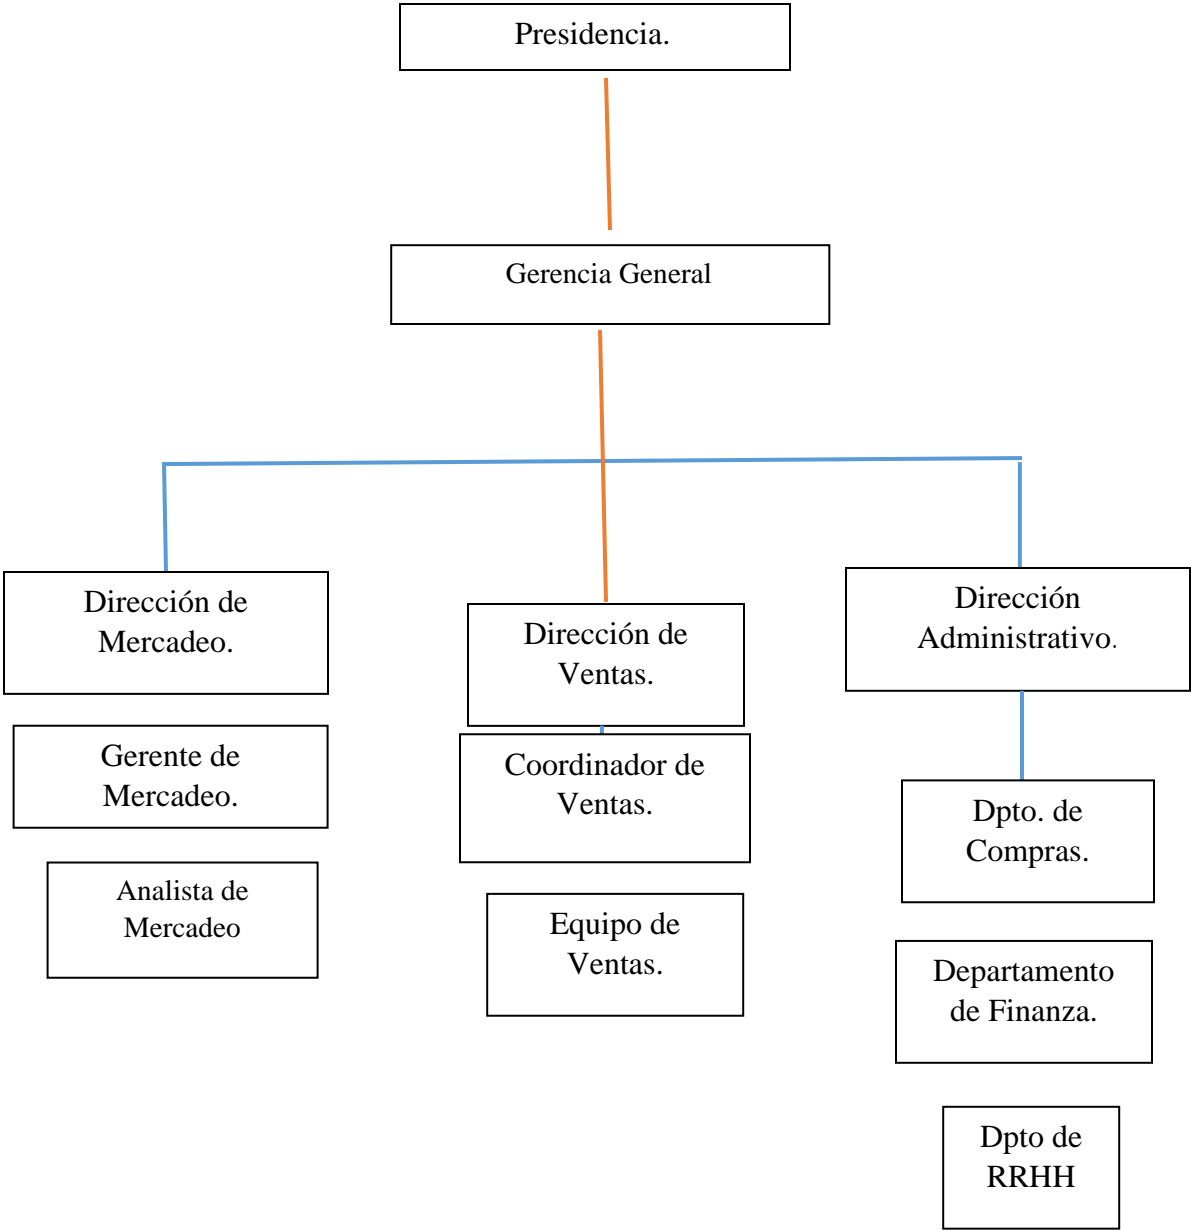 Presidencia.
Gerencia General
Dirección de
Mercadeo.
Gerente de
Mercadeo.
Analista de
Mercadeo
Dirección de
Ventas.
Coordinador de
Ventas.
Equipo de
Ventas.
Dirección
Administrativo.
Dpto. de
Compras.
Departamento
de Finanza.
Dpto de
RRHH